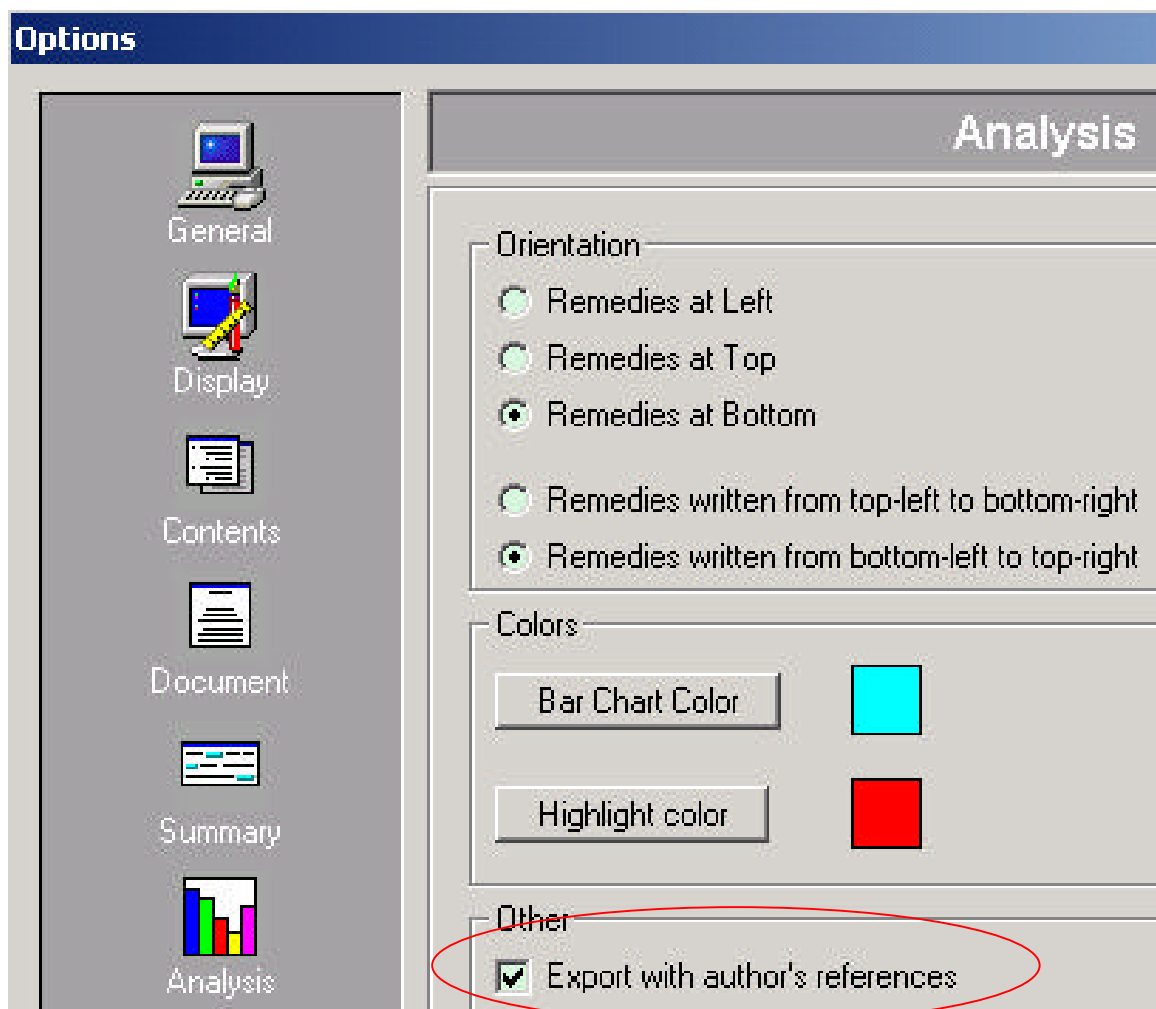 Options
General
Display
Contents
Document
Summary
Analysis
Analysis
Orientation
Remedies at Left
Remedies at Top
Remedies at Bottom
Remedies written from top-left to bottom-right
Remedies written from bottom-left to top-right
Colors
Bar Chart Color
Highlight color
Other
Export with author's references